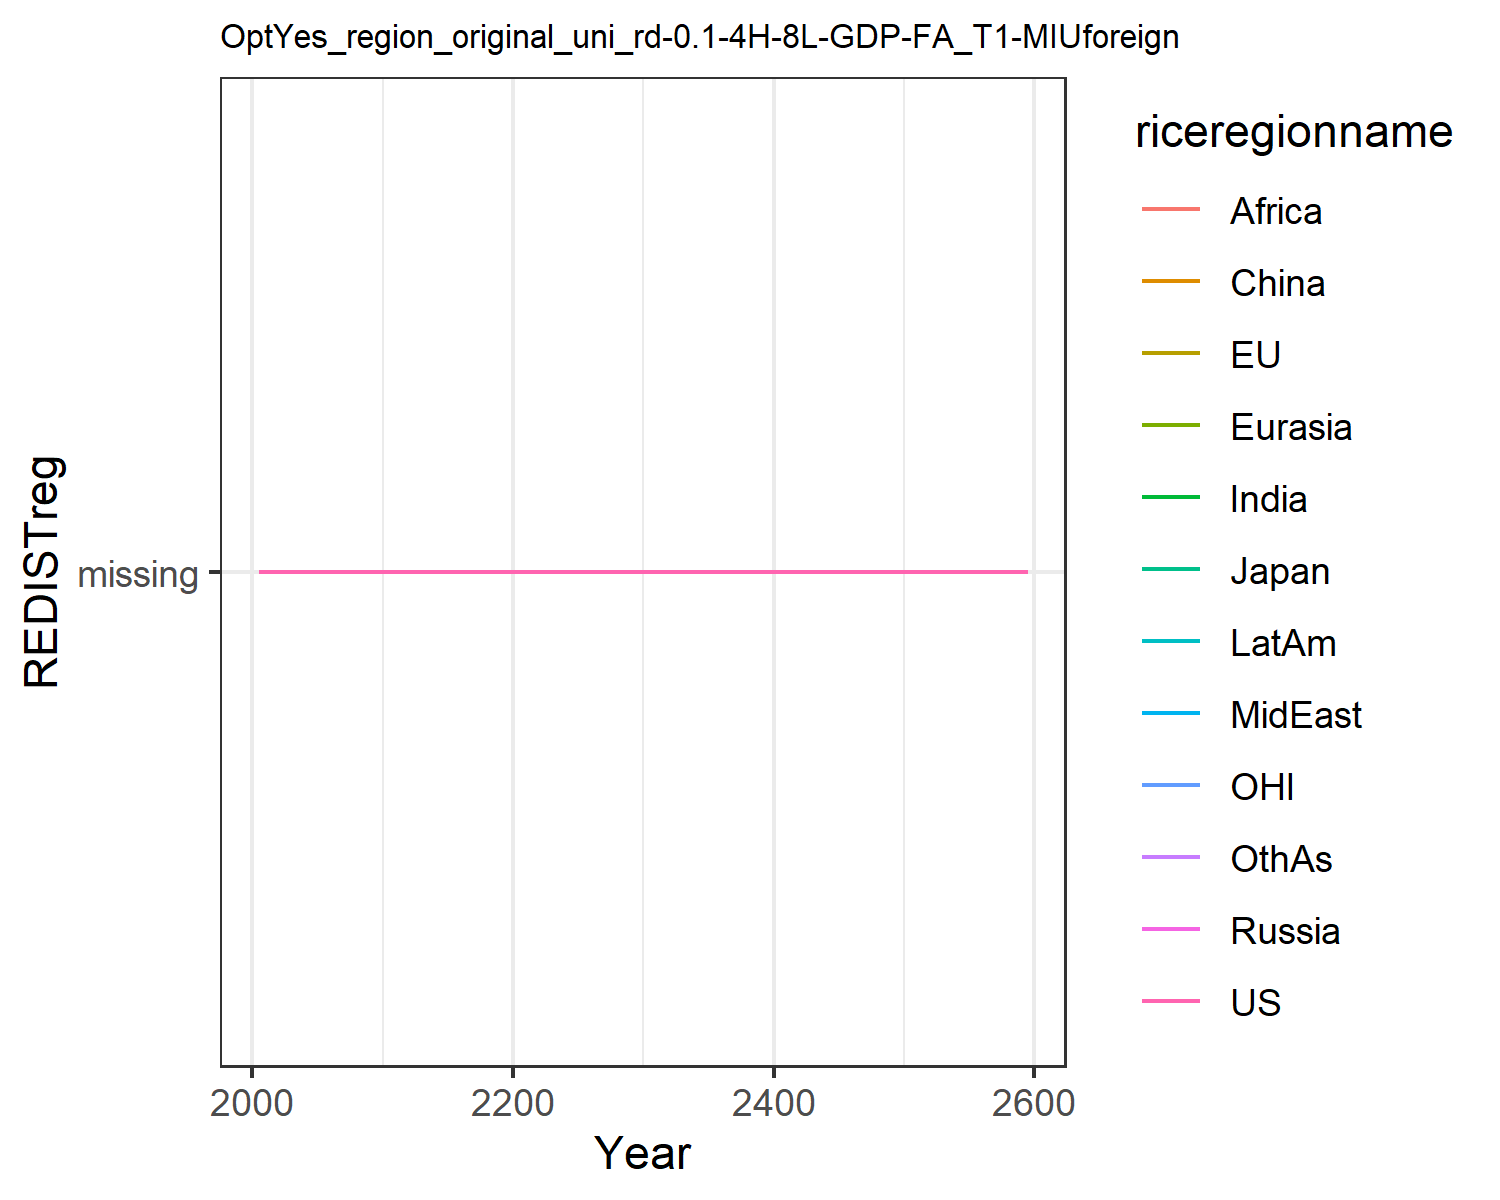 OptYes_region_original_uni_rd-0.1-4H-8L-GDP-FA_T1-MIUforeign
REDISTreg
missing
2000
2200
2400
2600
Year
riceregionname
Africa
China
EU
Eurasia
India
Japan
LatAm
MidEast
OHI
OthAs
Russia
US